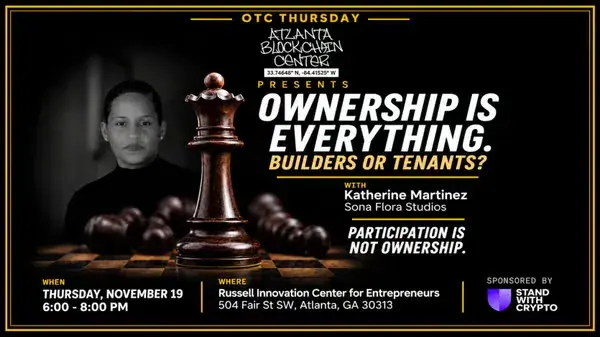 OTC THURSDAY
ATLANTA
BLOCKCHAIN
CENTER
33.74648° N, -84.41525° W
PRESENTS
OWNERSHIP IS
EVERYTHING.
BUILDERS OR TENANTS?
WITH
Katherine Martinez
Sona Flora Studios
PARTICIPATION IS
NOT OWNERSHIP.
WHEN
THURSDAY, NOVEMBER 19
6:00 - 8:00 PM
WHERE
Russell Innovation Center for Entrepreneurs
504 Fair St SW, Atlanta, GA 30313
SPONSORED BY
STAND
WITH
CRYPTO